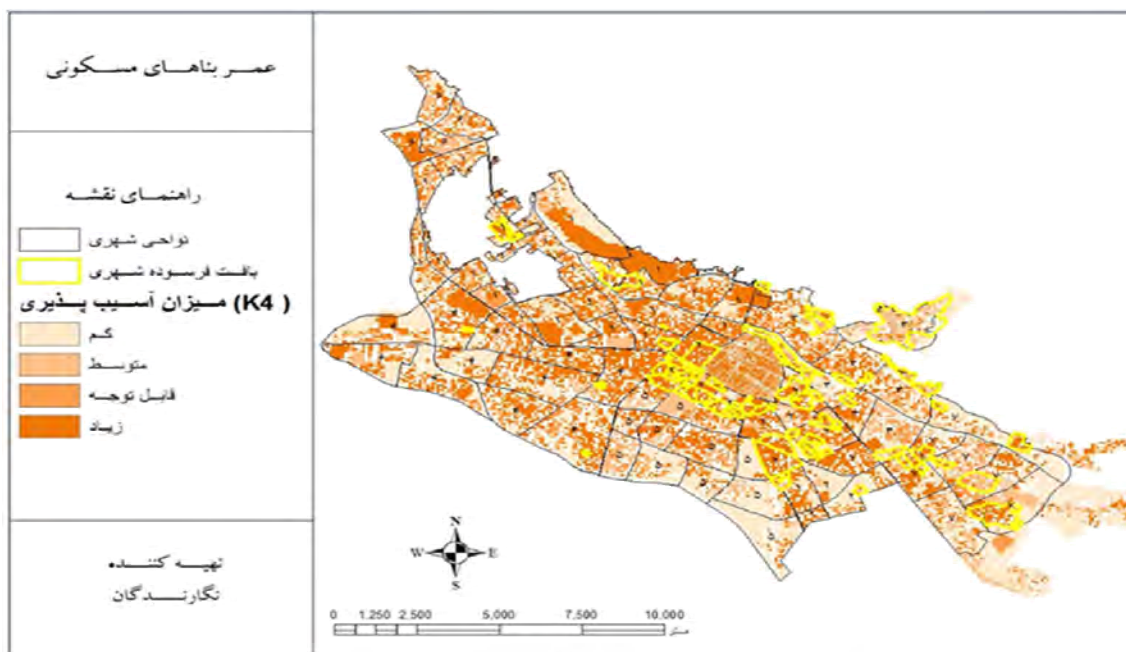 عمر بناهای مسکونی
راهنمای نقشه
نواحی شهری
بافت فرسوده شهری
میزان آسیب پذیری (K4 )
کم
متوسط
قابل توجه
زیاد
تهیه کننده
نگارندگان
N
W E
S
0 1,250 2,500 5,000 7,500 10,000
متر